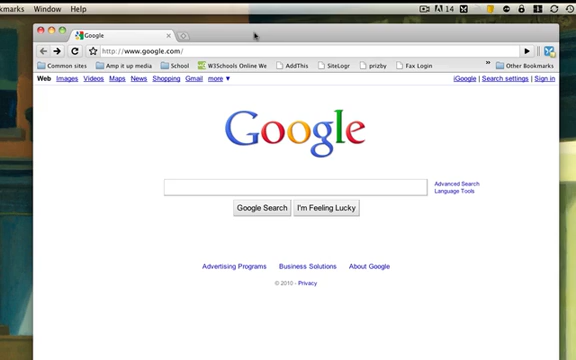 rmarks Window Help 14
Google
http://www.google.com/
Common sites Amp it up media School W3Schools Online We AddThis SiteLogr prizby Fax Login » Other Bookmarks
Web Images Videos Maps News Shopping Gmail more ▼ iGoogle | Search settings | Sign in
Google
Advanced Search
Language Tools
Google Search I'm Feeling Lucky
Advertising Programs Business Solutions About Google
© 2010 - Privacy